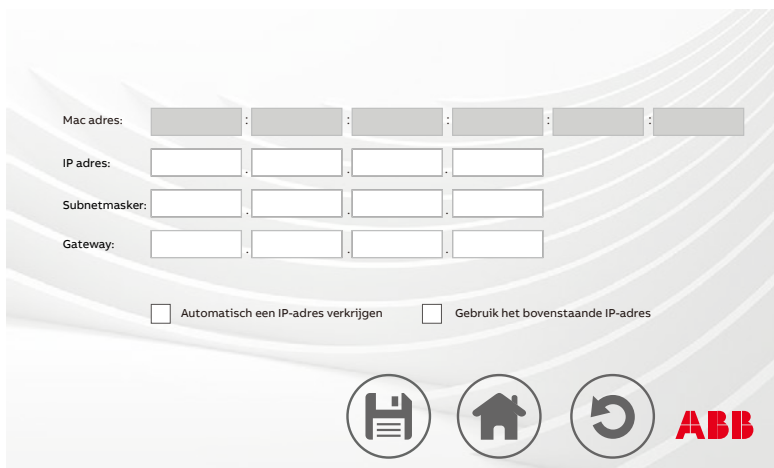 Mac adres: : : : : :
IP adres: . . .
Subnetmasker: . . .
Gateway: . . .
Automatisch een IP-adres verkrijgen Gebruik het bovenstaande IP-adres
ABB